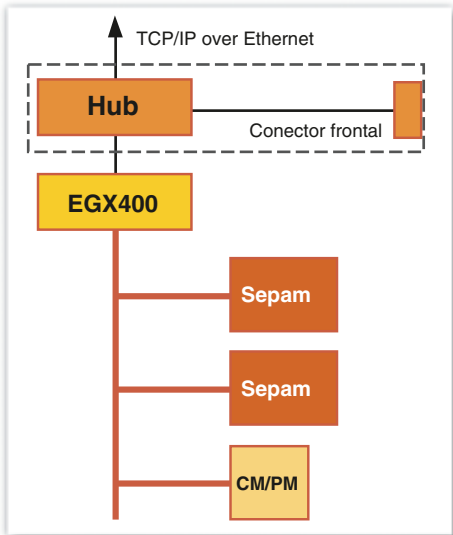 TCP/IP over Ethernet
Hub
Conector frontal
EGX400
Sepam
Sepam
CM/PM